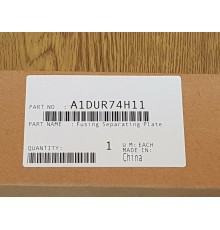 PART NO : A1DUR74H11
PART NAME : Fusing Separating Plate
QUANTITY: 1 U M: EACH
MADE IN:
China